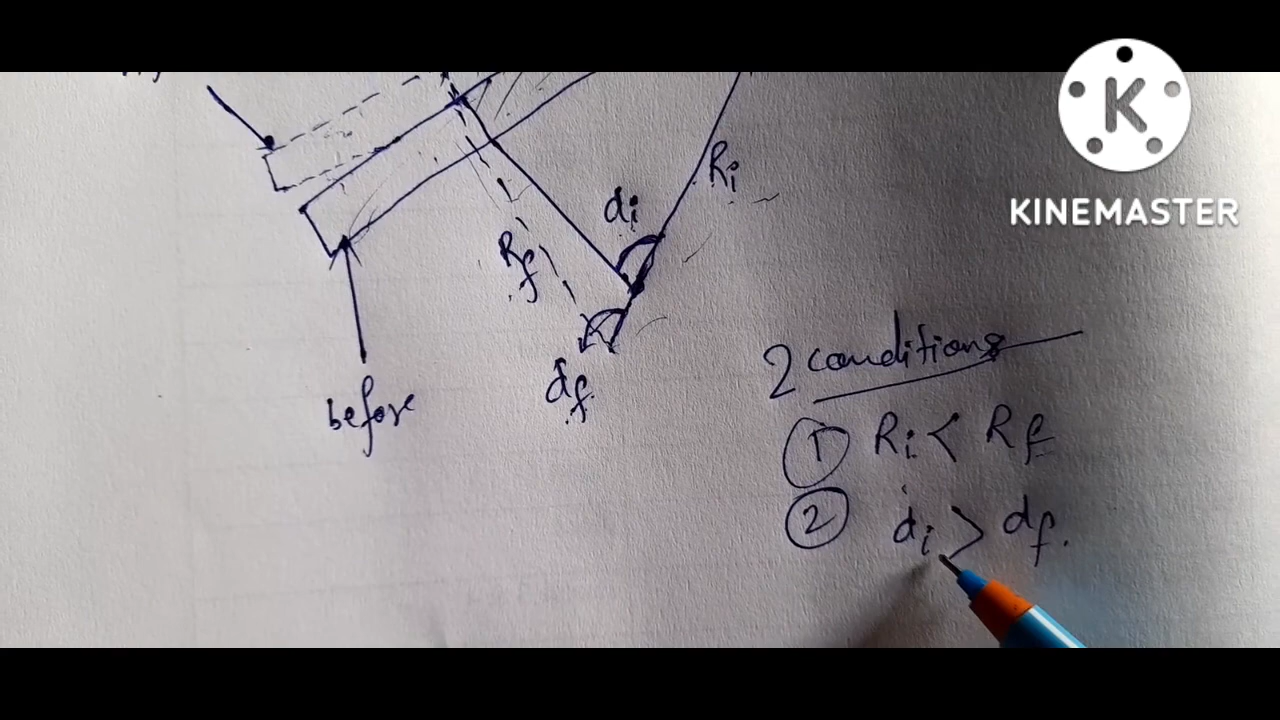 K
KINEMASTER
Ri
di
Rf
df.
before
2 conditions
1 Ri < Rf
2 di > df.